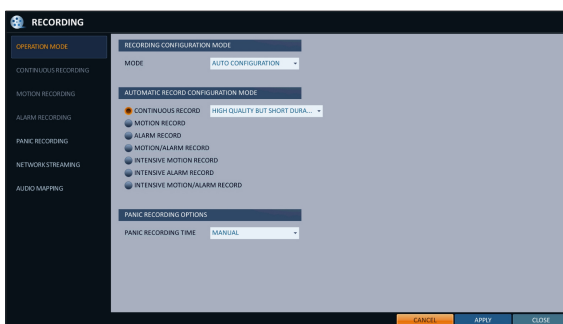 RECORDING
OPERATION MODE
CONTINUOUS RECORDING
MOTION RECORDING
ALARM RECORDING
PANIC RECORDING
NETWORK STREAMING
AUDIO MAPPING
RECORDING CONFIGURATION MODE
MODE AUTO CONFIGURATION
AUTOMATIC RECORD CONFIGURATION MODE
CONTINUOUS RECORD HIGH QUALITY BUT SHORT DURA...
MOTION RECORD
ALARM RECORD
MOTION/ALARM RECORD
INTENSIVE MOTION RECORD
INTENSIVE ALARM RECORD
INTENSIVE MOTION/ALARM RECORD
PANIC RECORDING OPTIONS
PANIC RECORDING TIME MANUAL
CANCEL APPLY CLOSE